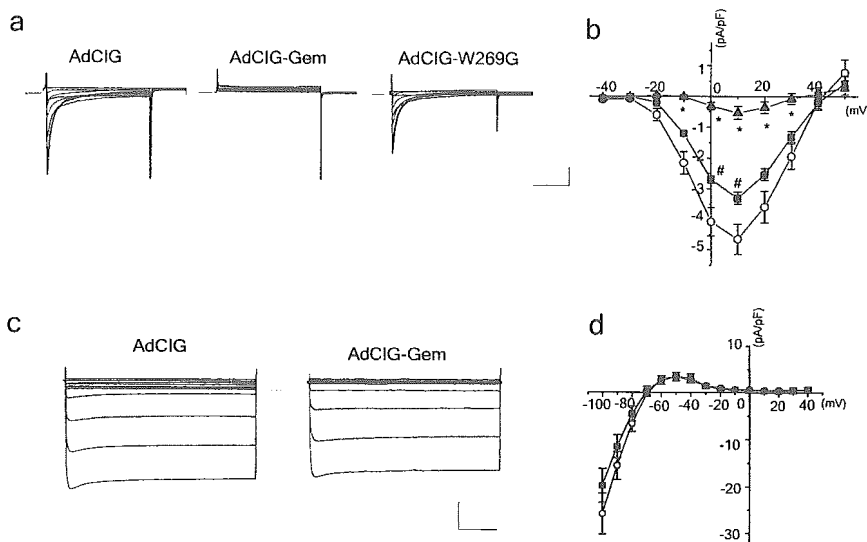 a
AdCIG
AdCIG-Gem
AdCIG-W269G
b
(pA/pF)
1
-40 -20 0 20 40
(mV)
* * * * *
-1
-2
# #
-3
-4
-5
c
AdCIG
AdCIG-Gem
d
(pA/pF)
10
-100 -80 -60 -40 -20 0 20 40 (mV)
-10
-20
-30